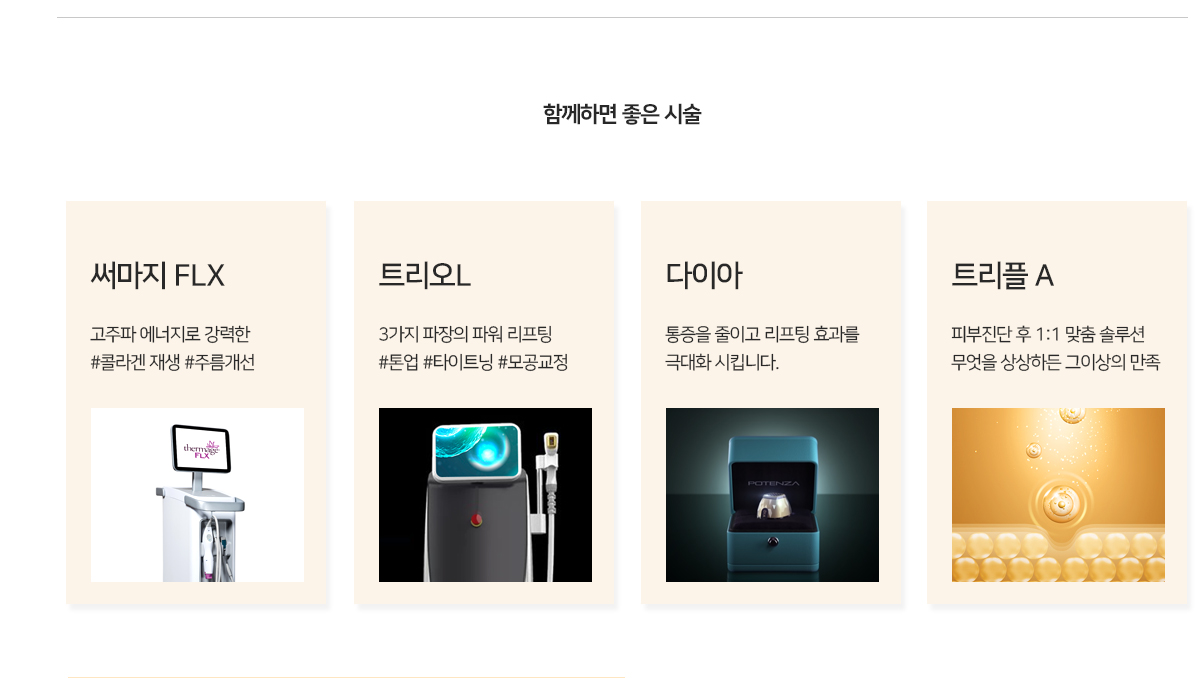 함께하면 좋은 시술
써마지 FLX
고주파 에너지로 강력한
#콜라겐 재생 #주름개선
thermage
FLX
트리오L
3가지 파장의 파워 리프팅
#톤업 #타이트닝 #모공교정
다이아
통증을 줄이고 리프팅 효과를
극대화 시킵니다.
POTENZA
트리플 A
피부진단 후 1:1 맞춤 솔루션
무엇을 상상하든 그이상의 만족